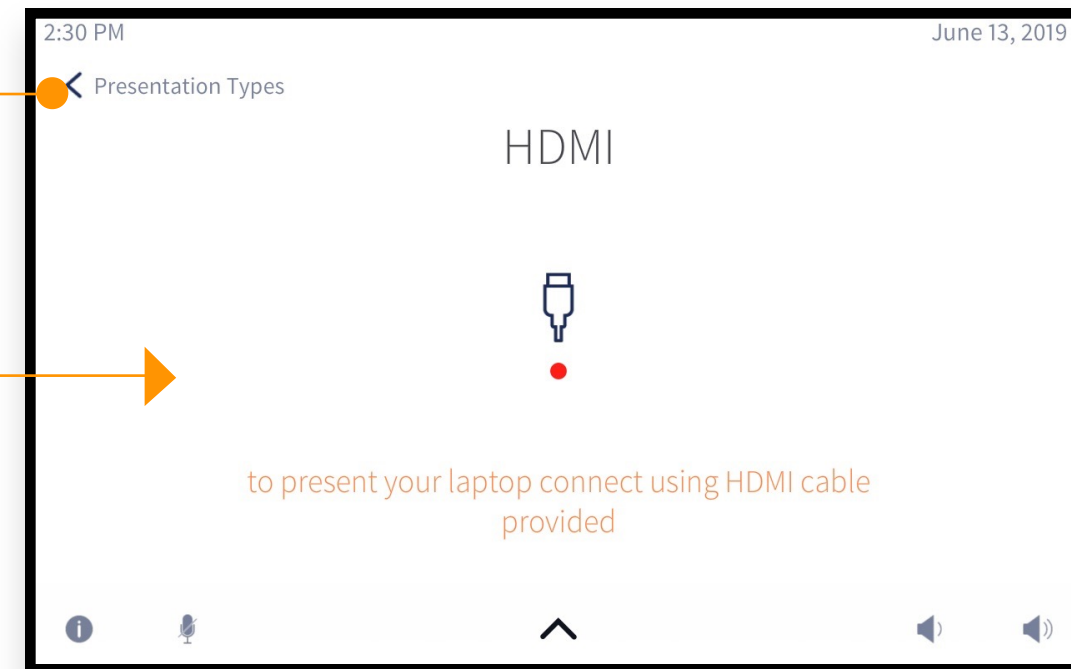 2:30 PM
June 13, 2019
Presentation Types
HDMI
to present your laptop connect using HDMI cable
provided